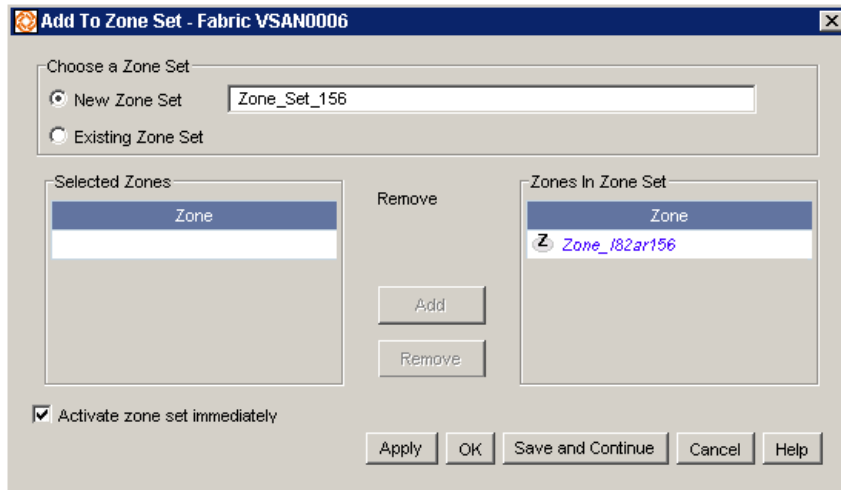 Add To Zone Set - Fabric VSAN0006
Choose a Zone Set
New Zone Set
Zone_Set_156
Existing Zone Set
Selected Zones
Zone
Remove
Zones In Zone Set
Zone
Z Zone_l82ar156
Add
Remove
Activate zone set immediately
Apply
OK
Save and Continue
Cancel
Help